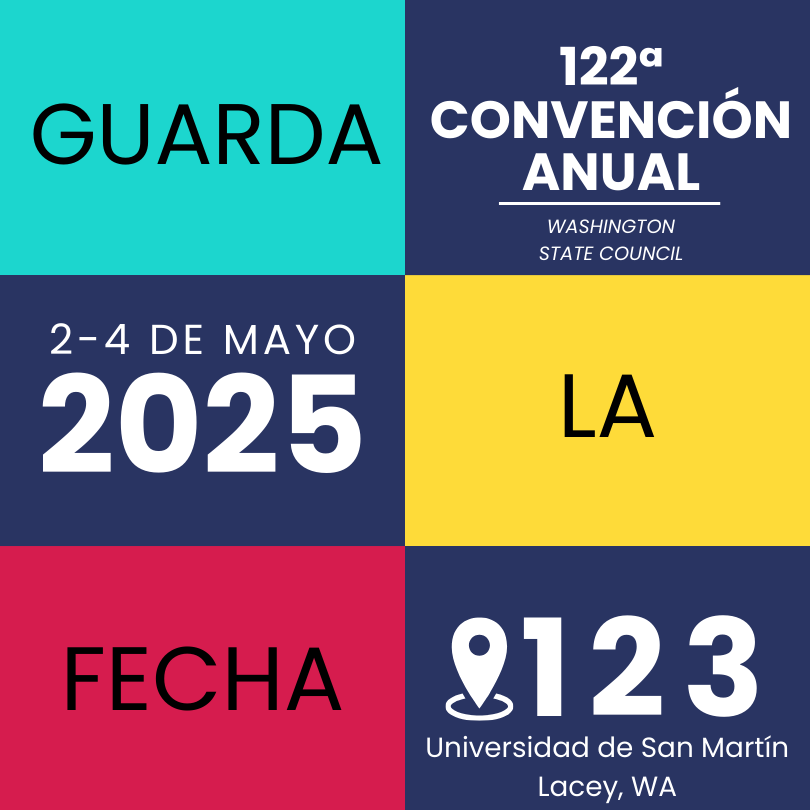 GUARDA
122ª
CONVENCIÓN
ANUAL
WASHINGTON
STATE COUNCIL
2-4 DE MAYO
2025
LA
FECHA
123
Universidad de San Martín
Lacey, WA